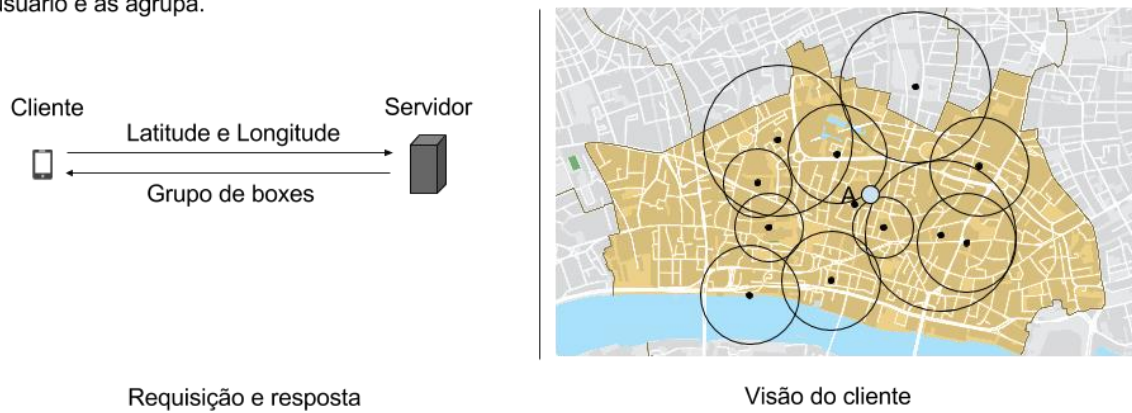 usuário e as agrupa.
Cliente
Servidor
Latitude e Longitude
Grupo de boxes
A
Requisição e resposta
Visão do cliente